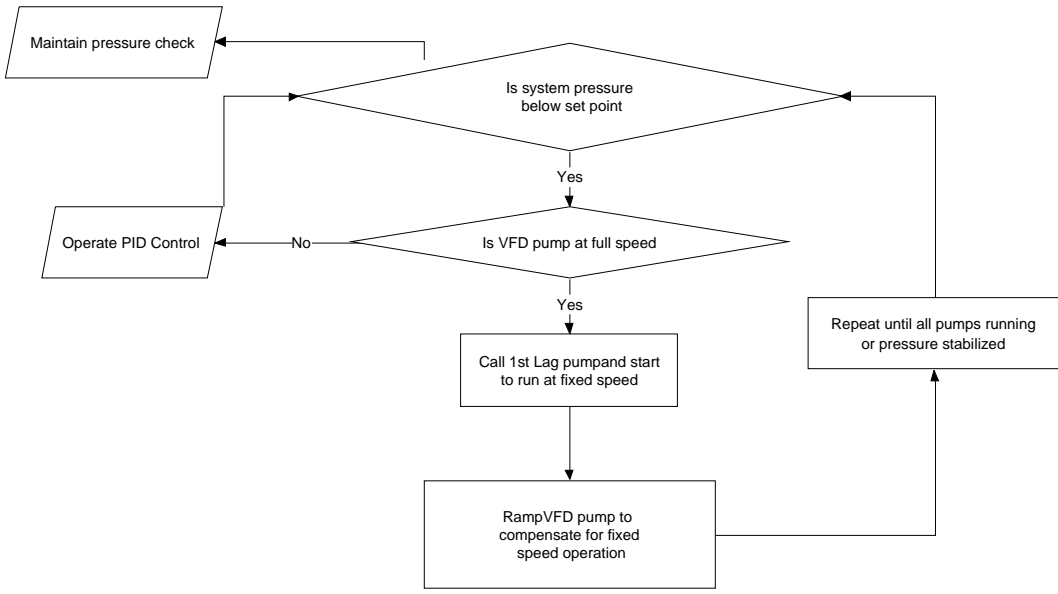 Maintain pressure check
Is system pressure
below set point
Yes
Operate PID Control
No
Is VFD pump at full speed
Yes
Repeat until all pumps running
or pressure stabilized
Call 1st Lag pumpand start
to run at fixed speed
RampVFD pump to
compensate for fixed
speed operation